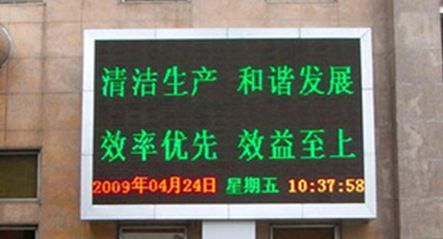 清洁生产 和谐发展
效率优先 效益至上
2009年04月24日 星期五 10:37:58